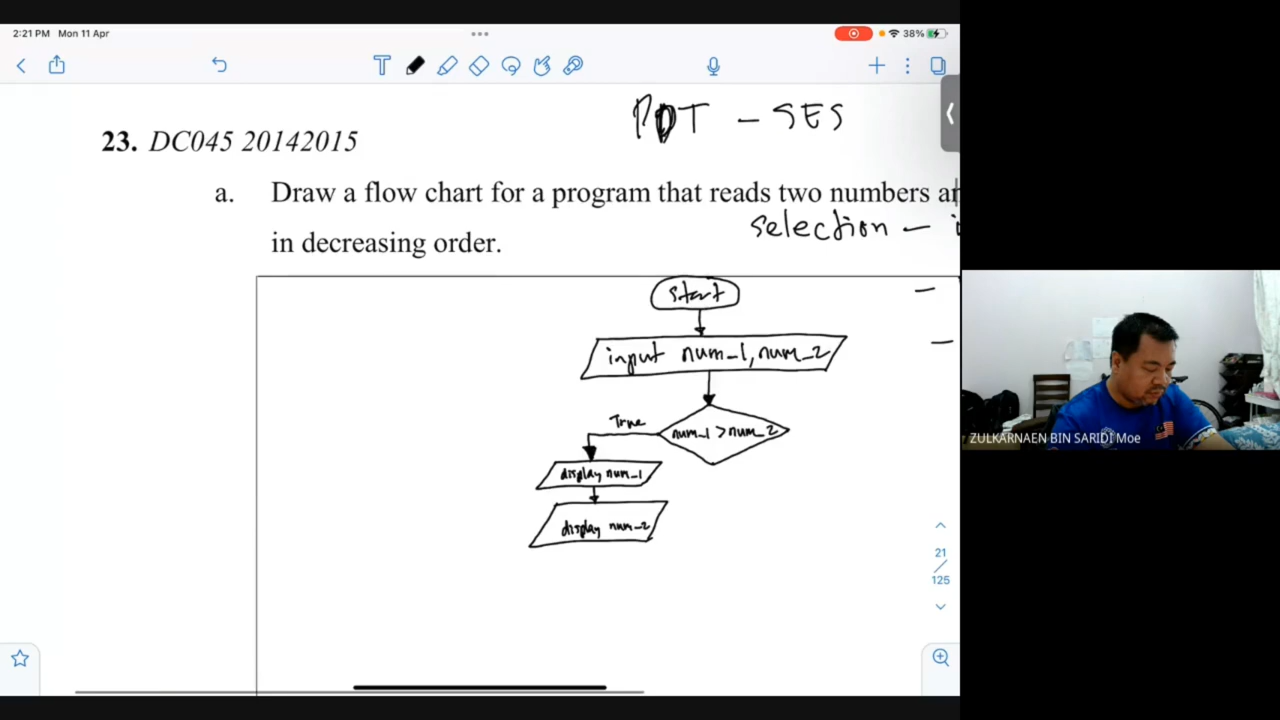 2:21 PM Mon 11 Apr
38%
PDT - SES
23. DC045 20142015
a. Draw a flow chart for a program that reads two numbers an
selection -
in decreasing order.
start
input num_1, num_2
True
num_1 > num_2
display num_1
display num_2
ZULKARNAEN BIN SARIDI Moe
21
/
125